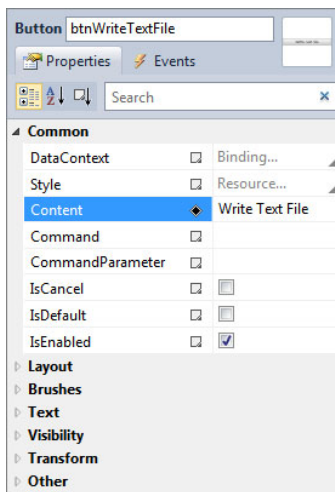 Button btnWriteTextFile
Properties Events
Search
Common
DataContext Binding...
Style Resource...
Content Write Text File
Command
CommandParameter
IsCancel
IsDefault
IsEnabled
Layout
Brushes
Text
Visibility
Transform
Other